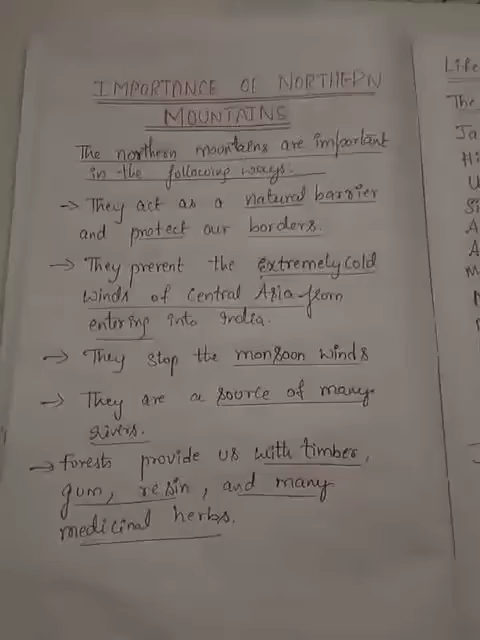 IMPORTANCE OF NORTHERN
MOUNTAINS
The northern mountains are important
in the following ways.
→ They act as a natural barrier
and protect our borders.
→ They prevent the extremely cold
winds of central Asia from
entering into India.
→ They stop the monsoon winds
→ They are a source of many
rivers.
→ forests provide us with timber,
gum, resin, and many
medicinal herbs.
Life
The
Ja
Hi
U
Si
A
A
M